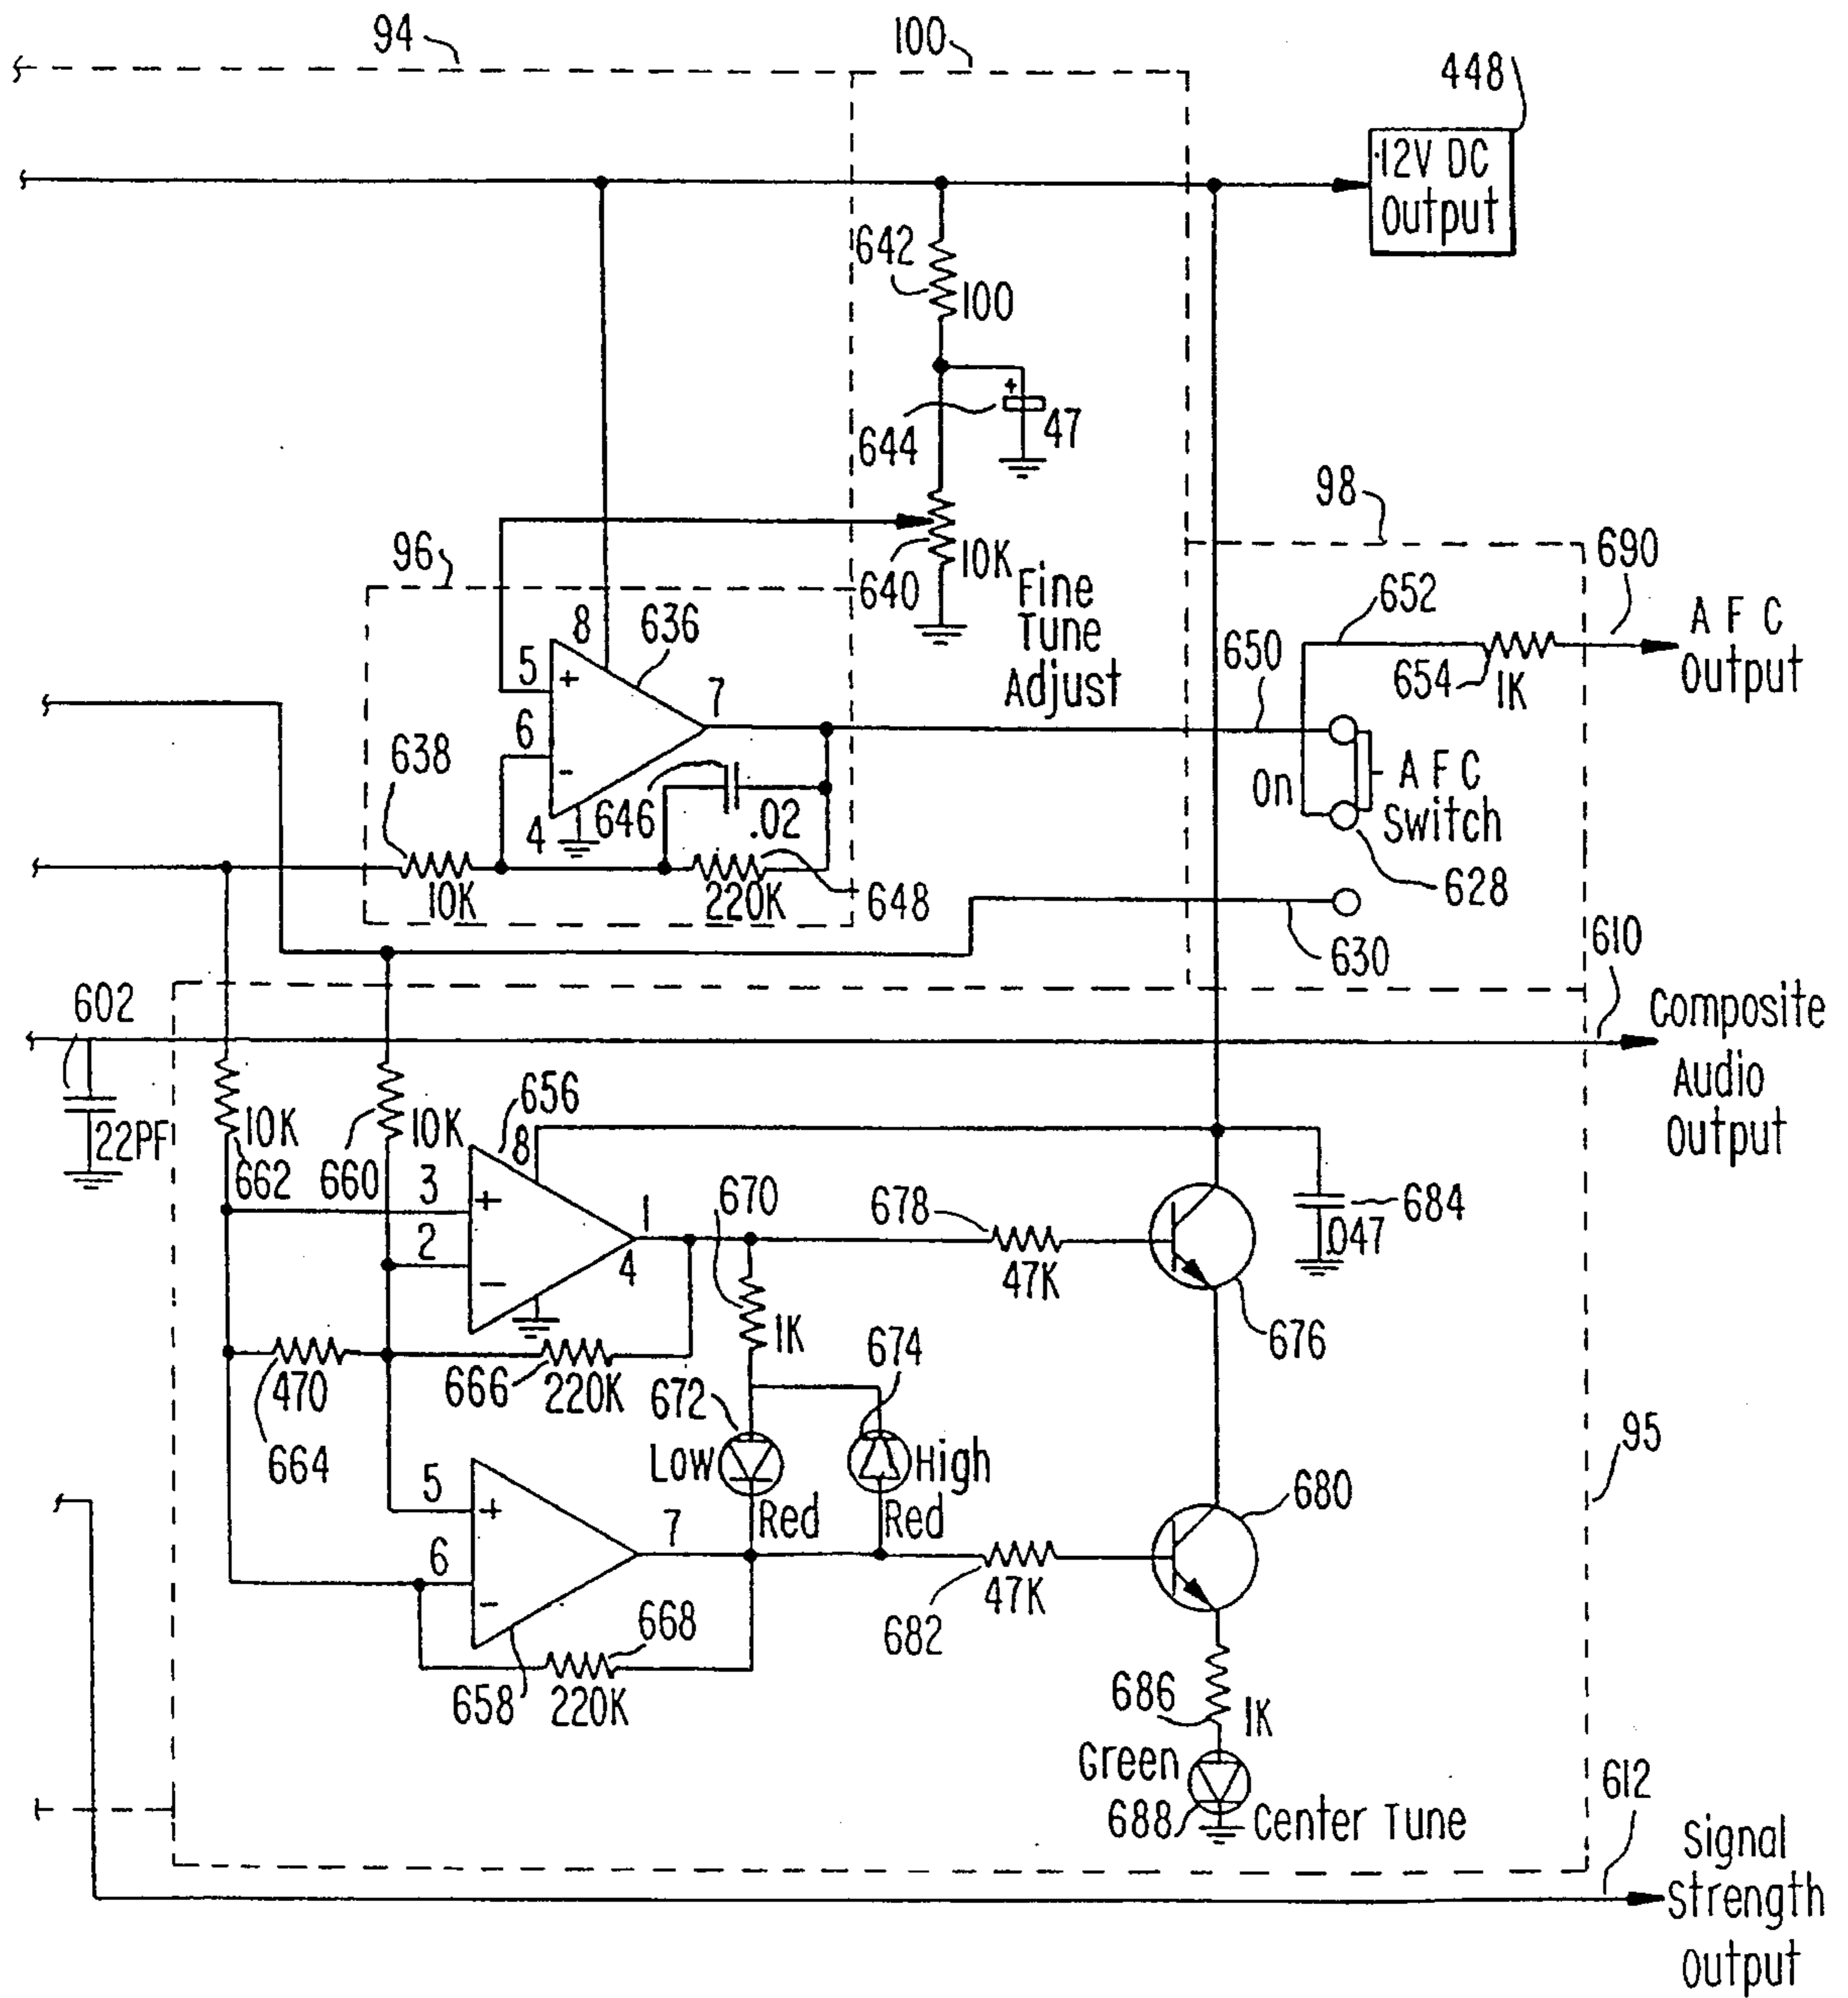 94
100
448
12V DC
Output
642
100
+
47
644
98
690
96
10K
640
Fine
Tune
Adjust
652
A F C
Output
8
636
5
+
650
654
1K
7
6
638
-
A F C
On
Switch
646
.02
4
628
10K
220K
648
630
610
602
Composite
Audio
Output
656
10K
10K
8
22PF
662
660
3
+
670
678
684
1
2
.047
4
-
47K
1K
676
674
470
666
220K
672
664
Low
High
95
5
+
680
Red
Red
7
6
-
47K
668
682
658
220K
686
1K
Green
612
688
Center Tune
Signal
Strength
Output